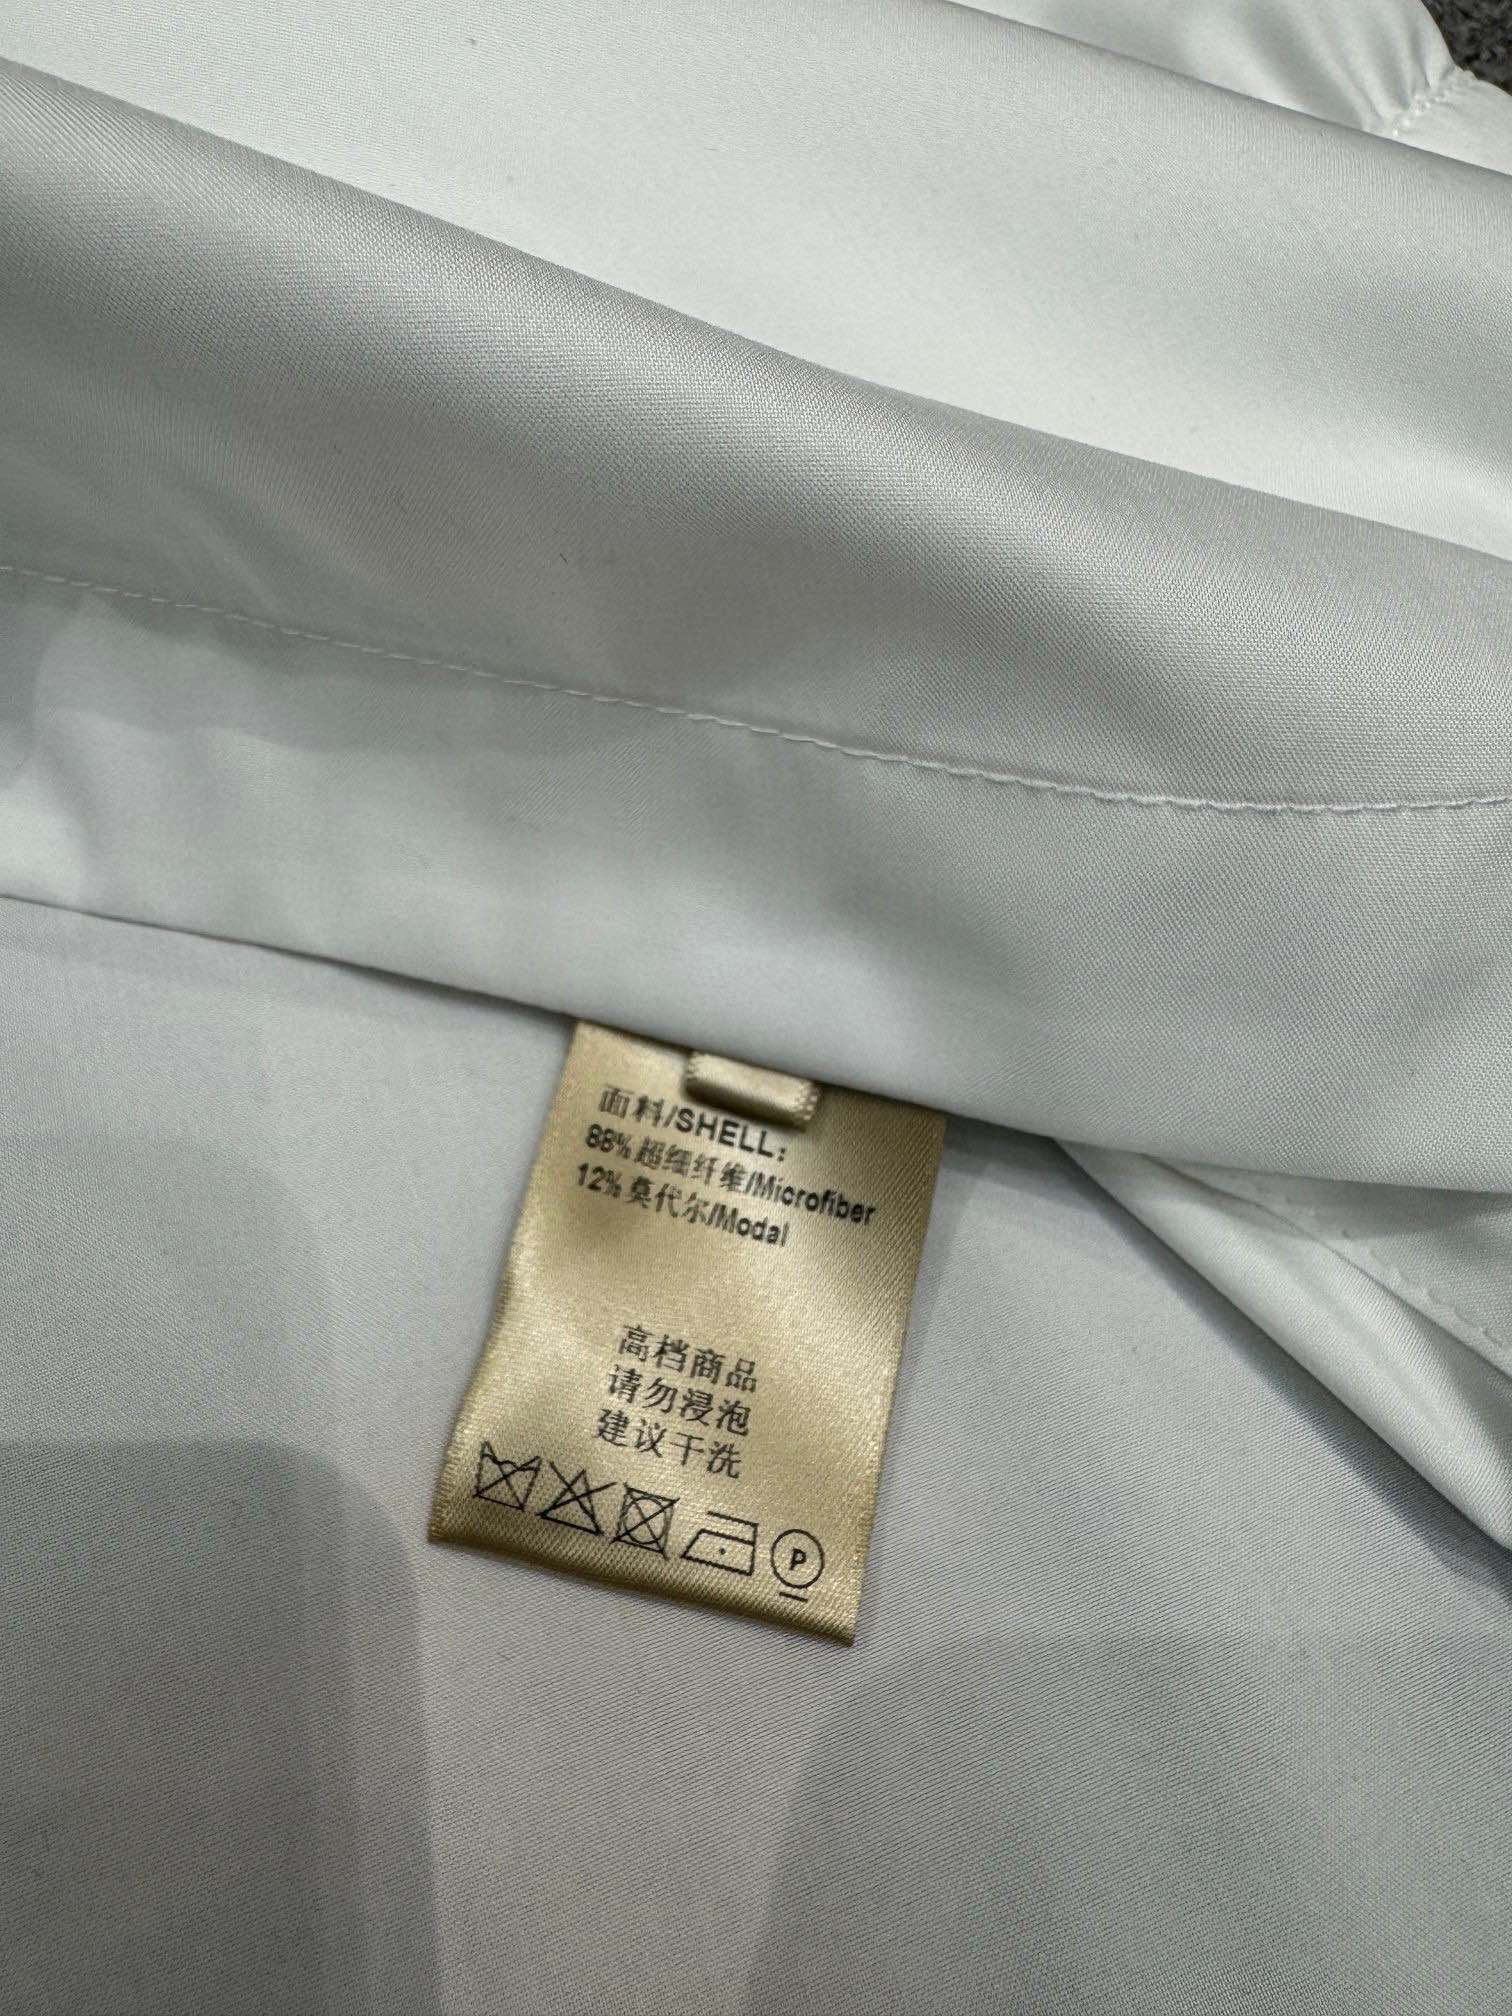 面料/SHELL:
88%超细纤维/Microfiber
12%莫代尔/Modal
高档商品
请勿浸泡
建议干洗
P